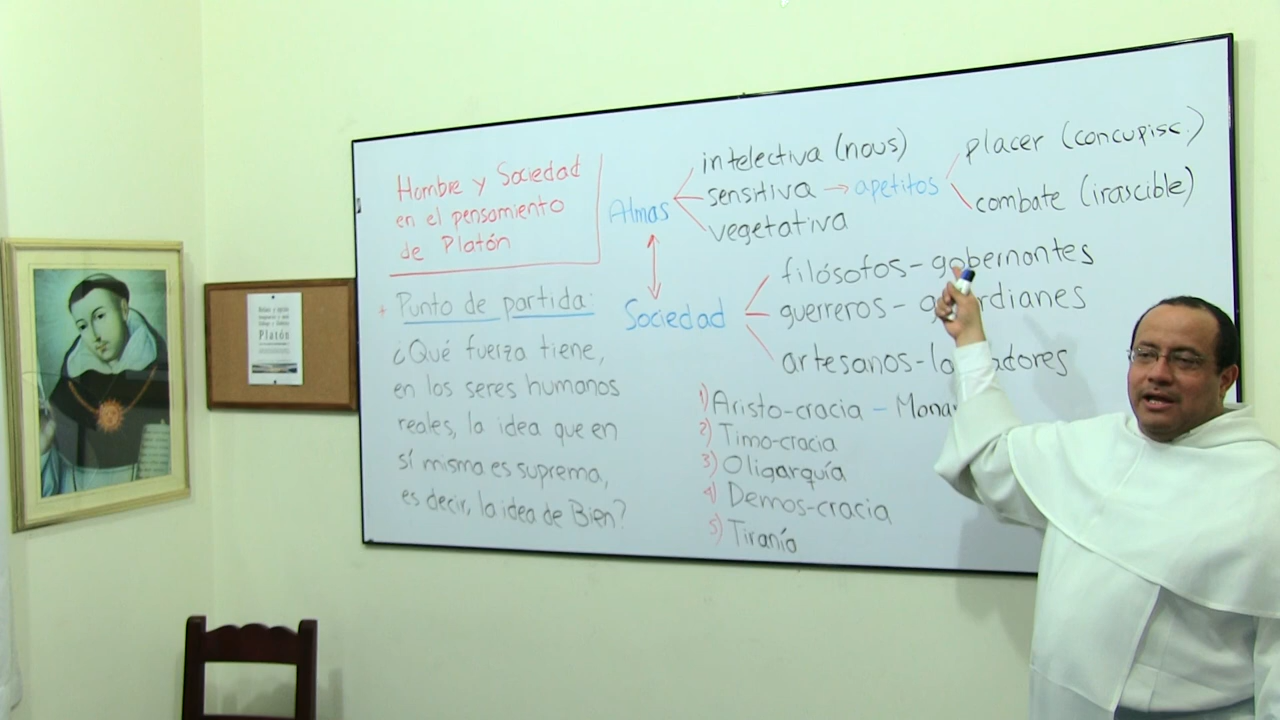 Hombre y Sociedad
en el pensamiento
de Platón
* Punto de partida:
¿Qué fuerza tiene,
en los seres humanos
reales, la idea que en
sí misma es suprema,
es decir, la idea de Bien?
Almas
intelectiva (nous)
sensitiva → apetitos
vegetativa
placer (concupisc.)
combate (irascible)
Sociedad
filósofos - gobernantes
guerreros - guardianes
artesanos - labradores
1) Aristo-cracia - Monar
2) Timo-cracia
3) Oligarquía
4) Demos-cracia
5) Tiranía
Platón